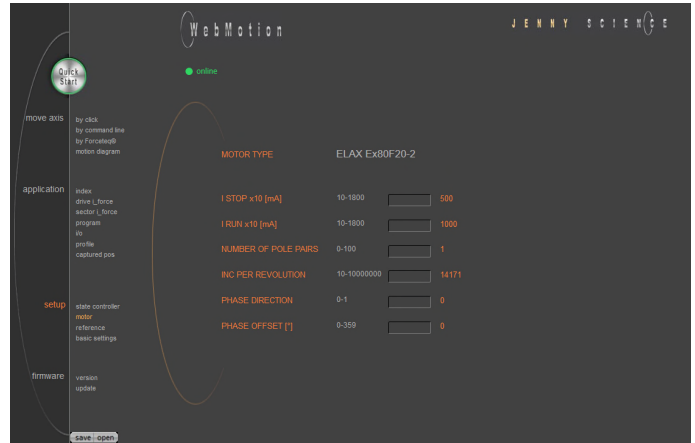 WebMotion
JENNY SCIENCE
Quick
Start
online
move axis
by click
by command line
by Forceteq®
motion diagram
MOTOR TYPE ELAX Ex80F20-2
application
index
drive i_force
sector i_force
program
i/o
profile
captured pos
I STOP x10 [mA] 10-1800 500
I RUN x10 [mA] 10-1800 1000
NUMBER OF POLE PAIRS 0-100 1
INC PER REVOLUTION 10-10000000 14171
PHASE DIRECTION 0-1 0
PHASE OFFSET [°] 0-359 0
setup
state controller
motor
reference
basic settings
firmware
version
update
save open